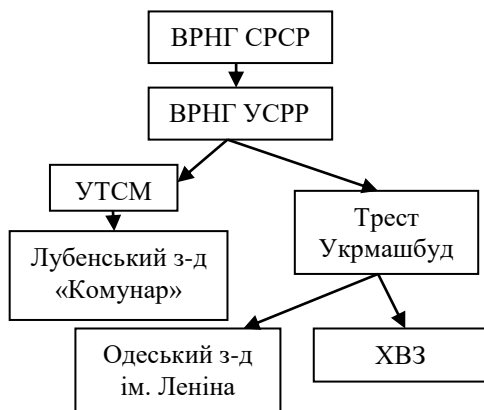 ВРНГ СРСР
ВРНГ УСРР
УТСМ
Трест
Укрмашбуд
Лубенський з-д
«Комунар»
Одеський з-д
ім. Леніна
ХВЗ